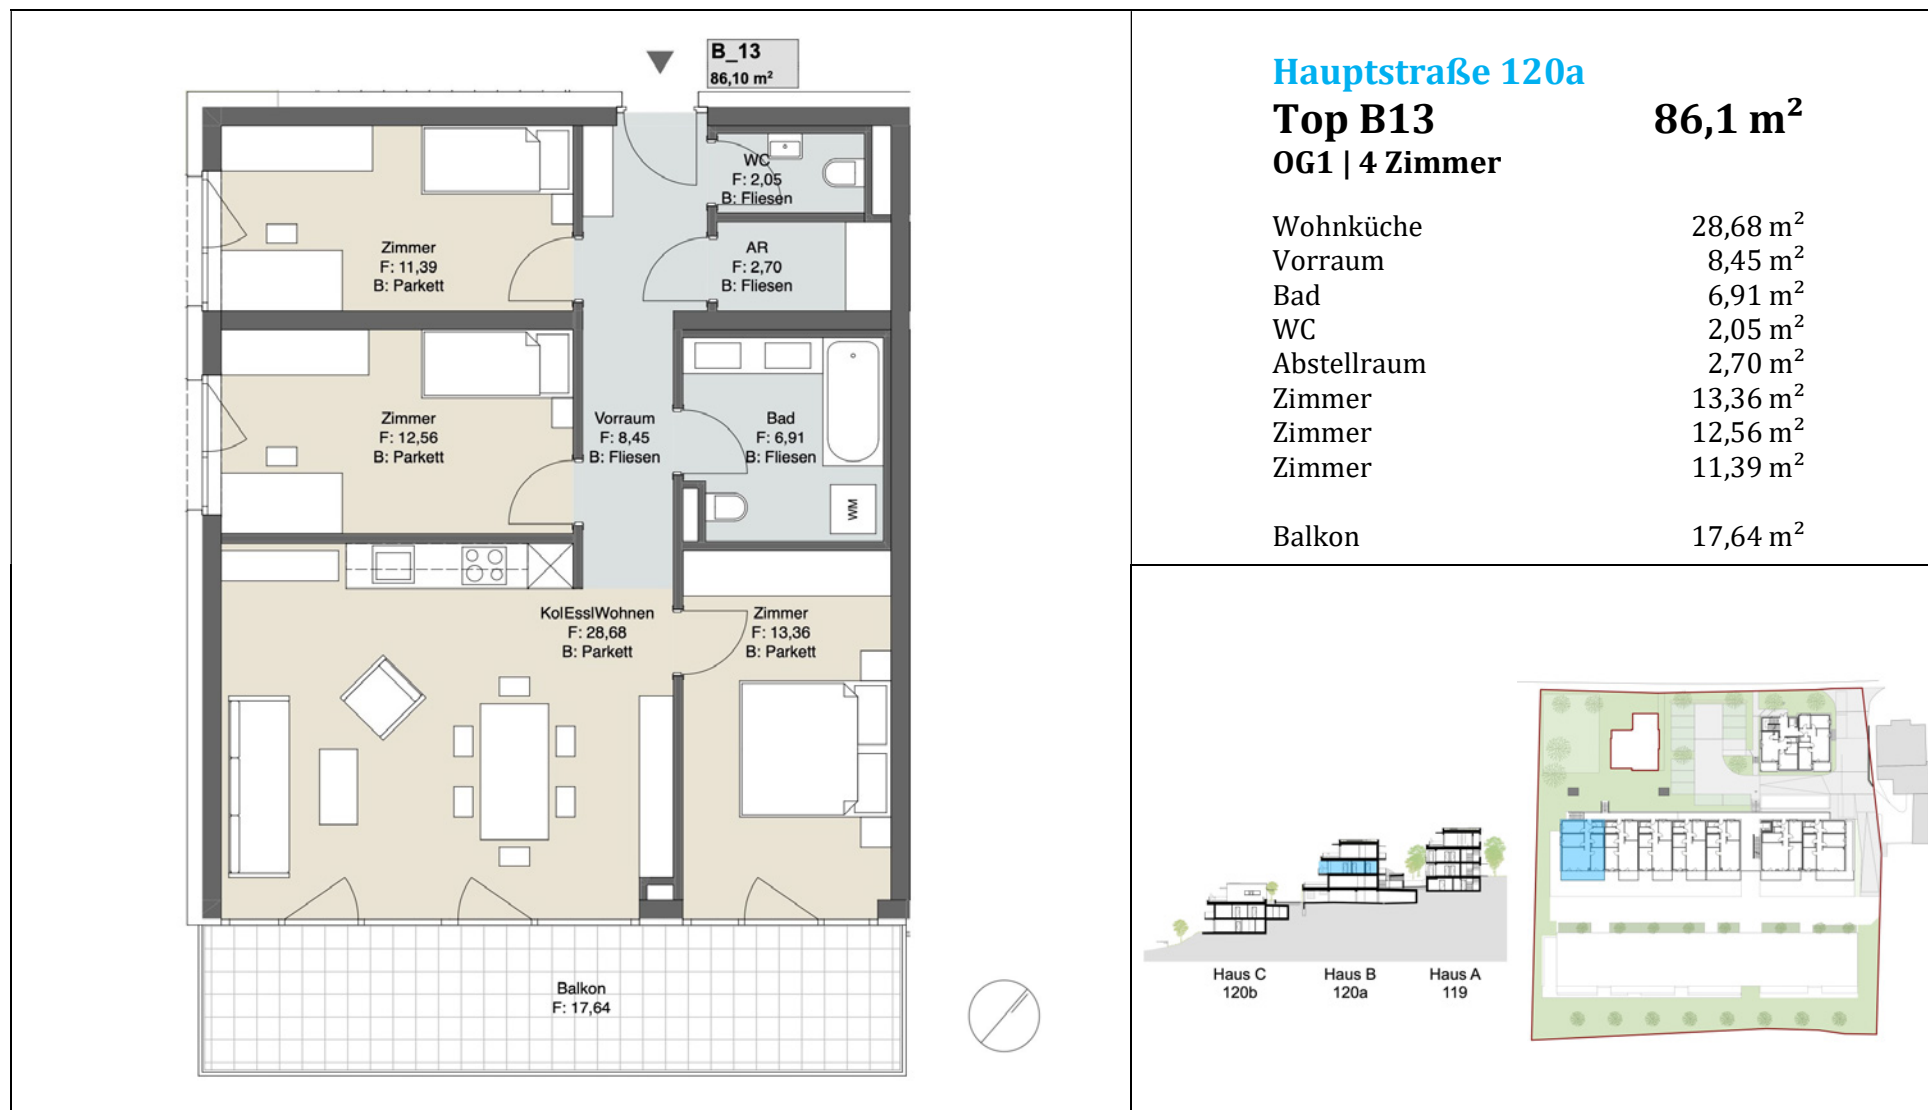 B_13
86,10 m²
WC
F: 2,05
B: Fliesen
Zimmer
F: 11,39
B: Parkett
AR
F: 2,70
B: Fliesen
Zimmer
F: 12,56
B: Parkett
Vorraum
F: 8,45
B: Fliesen
Bad
F: 6,91
B: Fliesen
WM
KolEsslWohnen
F: 28,68
B: Parkett
Zimmer
F: 13,36
B: Parkett
Balkon
F: 17,64
Hauptstraße 120a
Top B13 86,1 m²
OG1 | 4 Zimmer
Wohnküche 28,68 m²
Vorraum 8,45 m²
Bad 6,91 m²
WC 2,05 m²
Abstellraum 2,70 m²
Zimmer 13,36 m²
Zimmer 12,56 m²
Zimmer 11,39 m²
Balkon 17,64 m²
Haus C
120b
Haus B
120a
Haus A
119